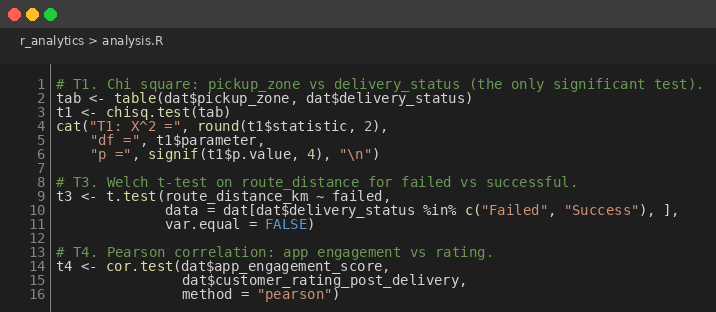 r_analytics > analysis.R
1 # T1. Chi square: pickup_zone vs delivery_status (the only significant test).
2 tab <- table(dat$pickup_zone, dat$delivery_status)
3 t1 <- chisq.test(tab)
4 cat("T1: X^2 =", round(t1$statistic, 2),
5     "df =", t1$parameter,
6     "p =", signif(t1$p.value, 4), "\n")
7
8 # T3. Welch t-test on route_distance for failed vs successful.
9 t3 <- t.test(route_distance_km ~ failed,
10              data = dat[dat$delivery_status %in% c("Failed", "Success"), ],
11              var.equal = FALSE)
12
13 # T4. Pearson correlation: app engagement vs rating.
14 t4 <- cor.test(dat$app_engagement_score,
15                dat$customer_rating_post_delivery,
16                method = "pearson")